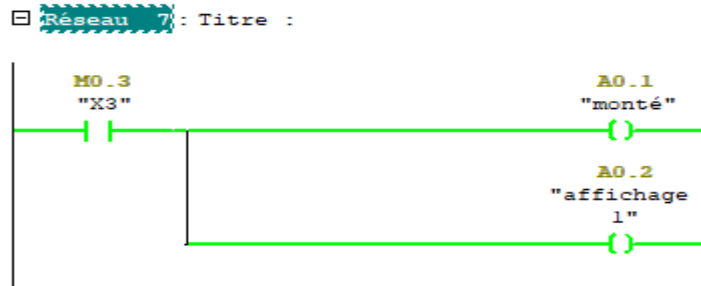 Réseau 7: Titre :
M0.3
"X3"
A0.1
"monté"
A0.2
"affichage
1"